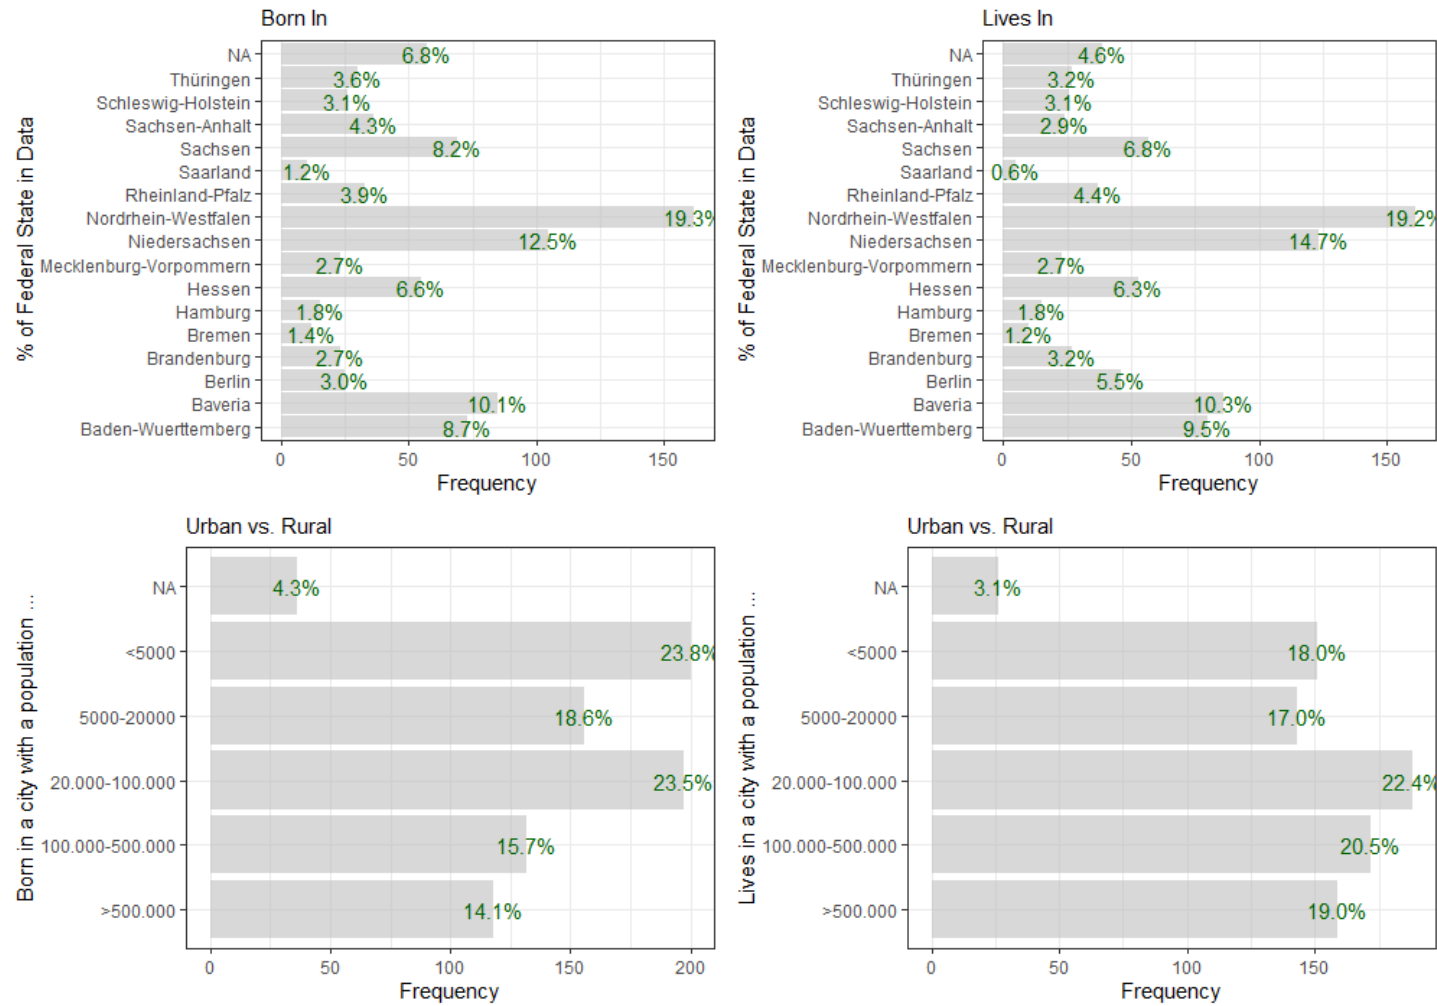 Born In
% of Federal State in Data
NA
6.8%
Thüringen
3.6%
Schleswig-Holstein
3.1%
Sachsen-Anhalt
4.3%
Sachsen
8.2%
Saarland
1.2%
Rheinland-Pfalz
3.9%
Nordrhein-Westfalen
19.3%
Niedersachsen
12.5%
Mecklenburg-Vorpommern
2.7%
Hessen
6.6%
Hamburg
1.8%
Bremen
1.4%
Brandenburg
2.7%
Berlin
3.0%
Baveria
10.1%
Baden-Wuerttemberg
8.7%
0 50 100 150
Frequency
Lives In
% of Federal State in Data
NA
4.6%
Thüringen
3.2%
Schleswig-Holstein
3.1%
Sachsen-Anhalt
2.9%
Sachsen
6.8%
Saarland
0.6%
Rheinland-Pfalz
4.4%
Nordrhein-Westfalen
19.2%
Niedersachsen
14.7%
Mecklenburg-Vorpommern
2.7%
Hessen
6.3%
Hamburg
1.8%
Bremen
1.2%
Brandenburg
3.2%
Berlin
5.5%
Baveria
10.3%
Baden-Wuerttemberg
9.5%
0 50 100 150
Frequency
Urban vs. Rural
Born in a city with a population ...
NA
4.3%
<5000
23.8%
5000-20000
18.6%
20.000-100.000
23.5%
100.000-500.000
15.7%
>500.000
14.1%
0 50 100 150 200
Frequency
Urban vs. Rural
Lives in a city with a population ...
NA
3.1%
<5000
18.0%
5000-20000
17.0%
20.000-100.000
22.4%
100.000-500.000
20.5%
>500.000
19.0%
0 50 100 150
Frequency